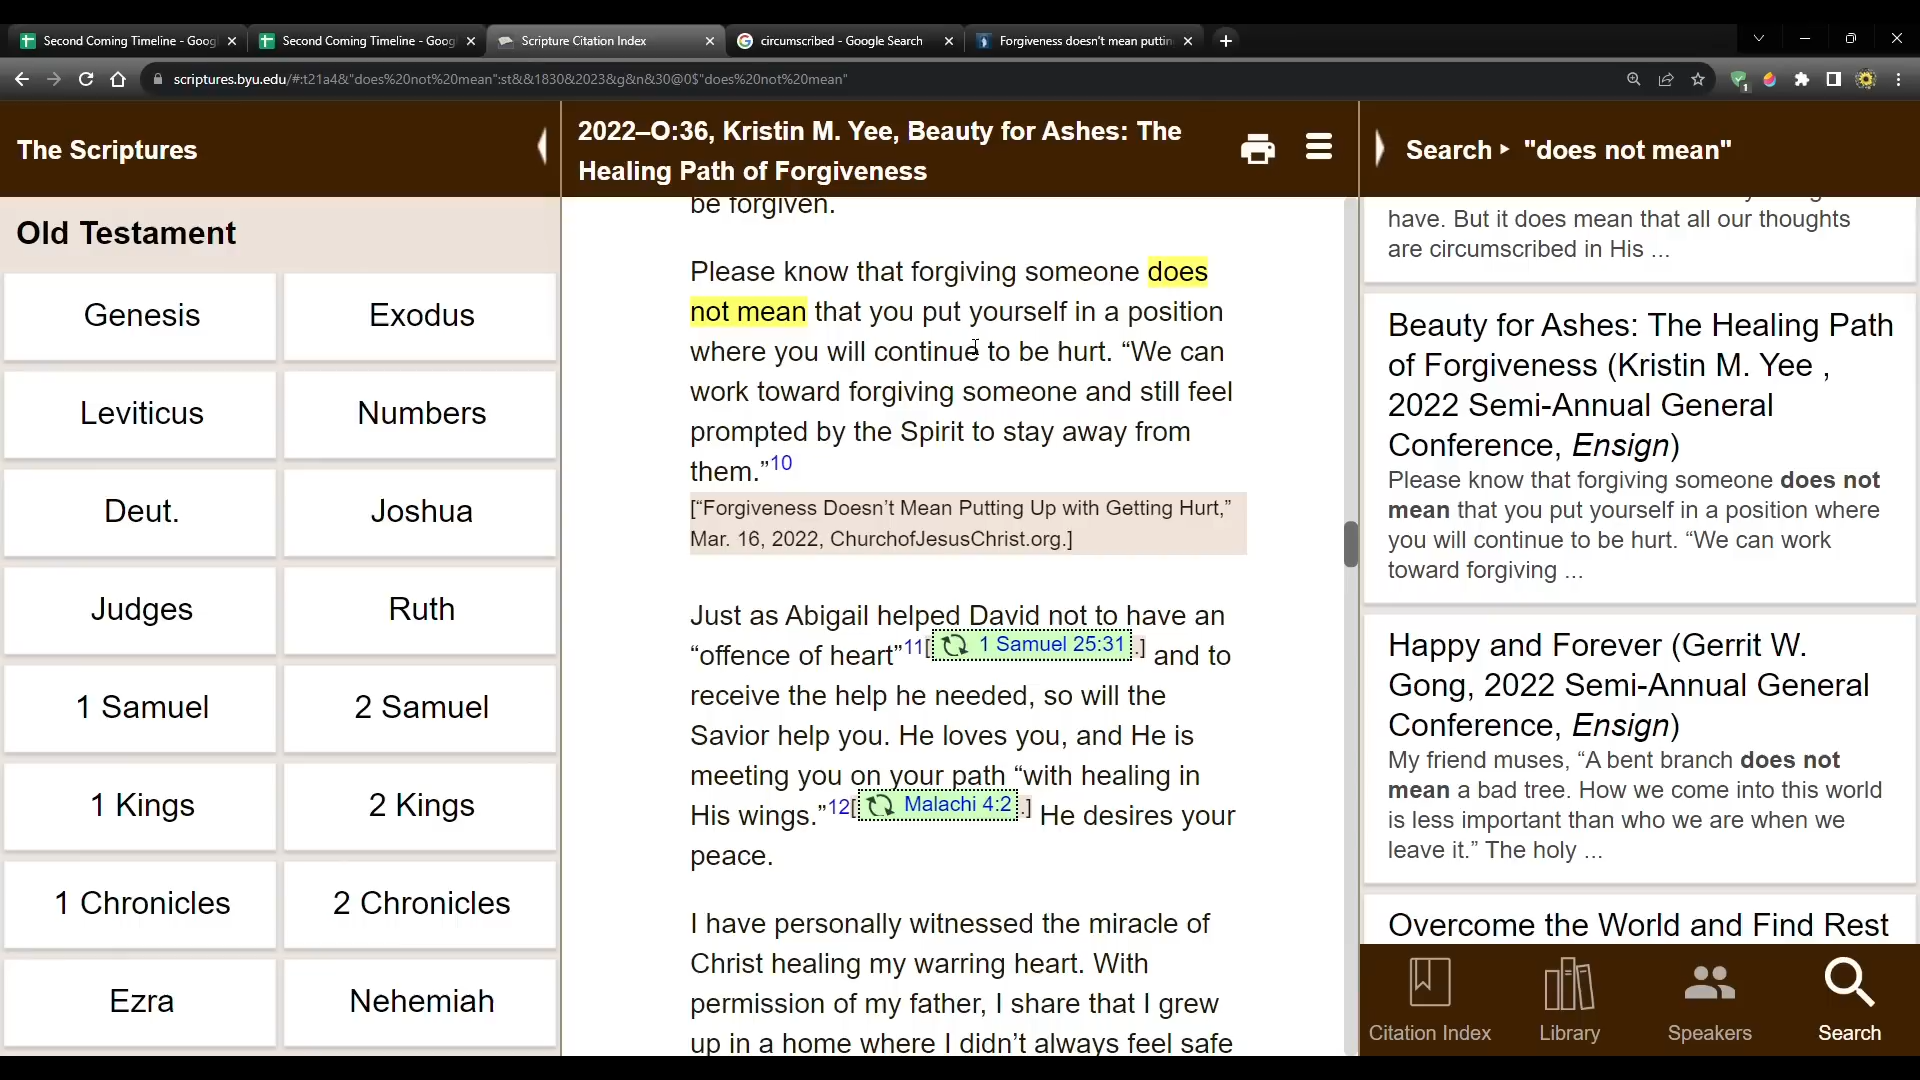 Second Coming Timeline - Goog
Second Coming Timeline - Goog
Scripture Citation Index
circumscribed - Google Search
Forgiveness doesn't mean puttin
scriptures.byu.edu/#:t21a4&"does%20not%20mean":st&&1830&2023&g&n&30@0$"does%20not%20mean"
1
The Scriptures
Old Testament
Genesis
Exodus
Leviticus
Numbers
Deut.
Joshua
Judges
Ruth
1 Samuel
2 Samuel
1 Kings
2 Kings
1 Chronicles
2 Chronicles
Ezra
Nehemiah
2022–O:36, Kristin M. Yee, Beauty for Ashes: The
Healing Path of Forgiveness
be forgiven.
Please know that forgiving someone does
not mean that you put yourself in a position
where you will continue to be hurt. “We can
work toward forgiving someone and still feel
prompted by the Spirit to stay away from
them.”10
[“Forgiveness Doesn’t Mean Putting Up with Getting Hurt,”
Mar. 16, 2022, ChurchofJesusChrist.org.]
Just as Abigail helped David not to have an
“offence of heart”11[ 1 Samuel 25:31.] and to
receive the help he needed, so will the
Savior help you. He loves you, and He is
meeting you on your path “with healing in
His wings.”12[ Malachi 4:2.] He desires your
peace.
I have personally witnessed the miracle of
Christ healing my warring heart. With
permission of my father, I share that I grew
up in a home where I didn’t always feel safe
Search ‣ "does not mean"
have. But it does mean that all our thoughts
are circumscribed in His ...
Beauty for Ashes: The Healing Path
of Forgiveness (Kristin M. Yee ,
2022 Semi-Annual General
Conference, Ensign)
Please know that forgiving someone does not
mean that you put yourself in a position where
you will continue to be hurt. “We can work
toward forgiving ...
Happy and Forever (Gerrit W.
Gong, 2022 Semi-Annual General
Conference, Ensign)
My friend muses, “A bent branch does not
mean a bad tree. How we come into this world
is less important than who we are when we
leave it.” The holy ...
Overcome the World and Find Rest
Citation Index
Library
Speakers
Search